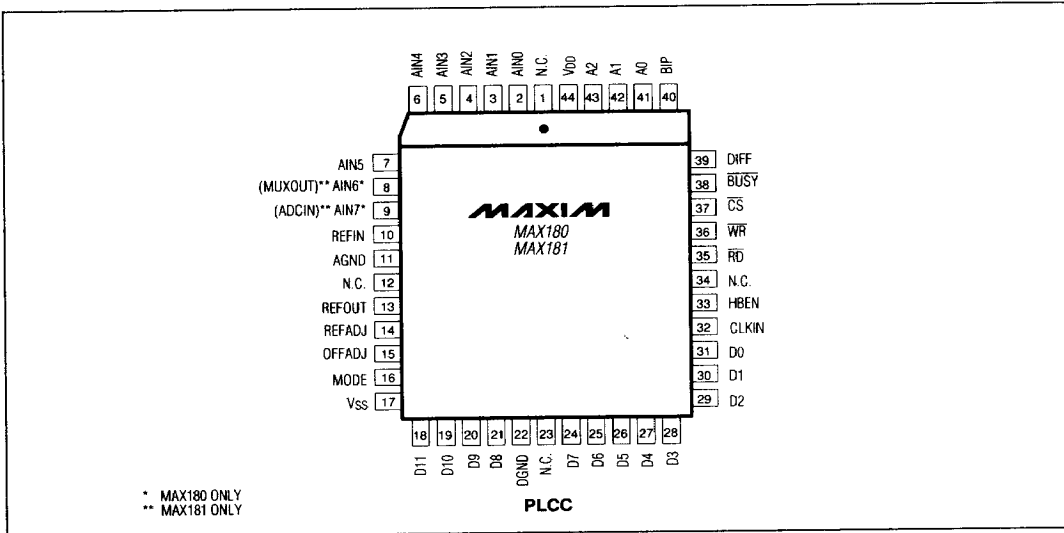 AIN4 AIN3 AIN2 AIN1 AIN0 N.C. VDD A2 A1 A0 BIP
6 5 4 3 2 1 44 43 42 41 40
AIN5 7
(MUXOUT)** AIN6* 8
(ADCIN)** AIN7* 9
REFIN 10
AGND 11
N.C. 12
REFOUT 13
REFADJ 14
OFFADJ 15
MODE 16
VSS 17
MAXIM
MAX180
MAX181
39 DIFF
38 B̅U̅S̅Y̅
37 C̅S̅
36 W̅R̅
35 R̅D̅
34 N.C.
33 HBEN
32 CLKIN
31 D0
30 D1
29 D2
18 19 20 21 22 23 24 25 26 27 28
D11 D10 D9 D8 DGND N.C. D7 D6 D5 D4 D3
* MAX180 ONLY
** MAX181 ONLY
PLCC